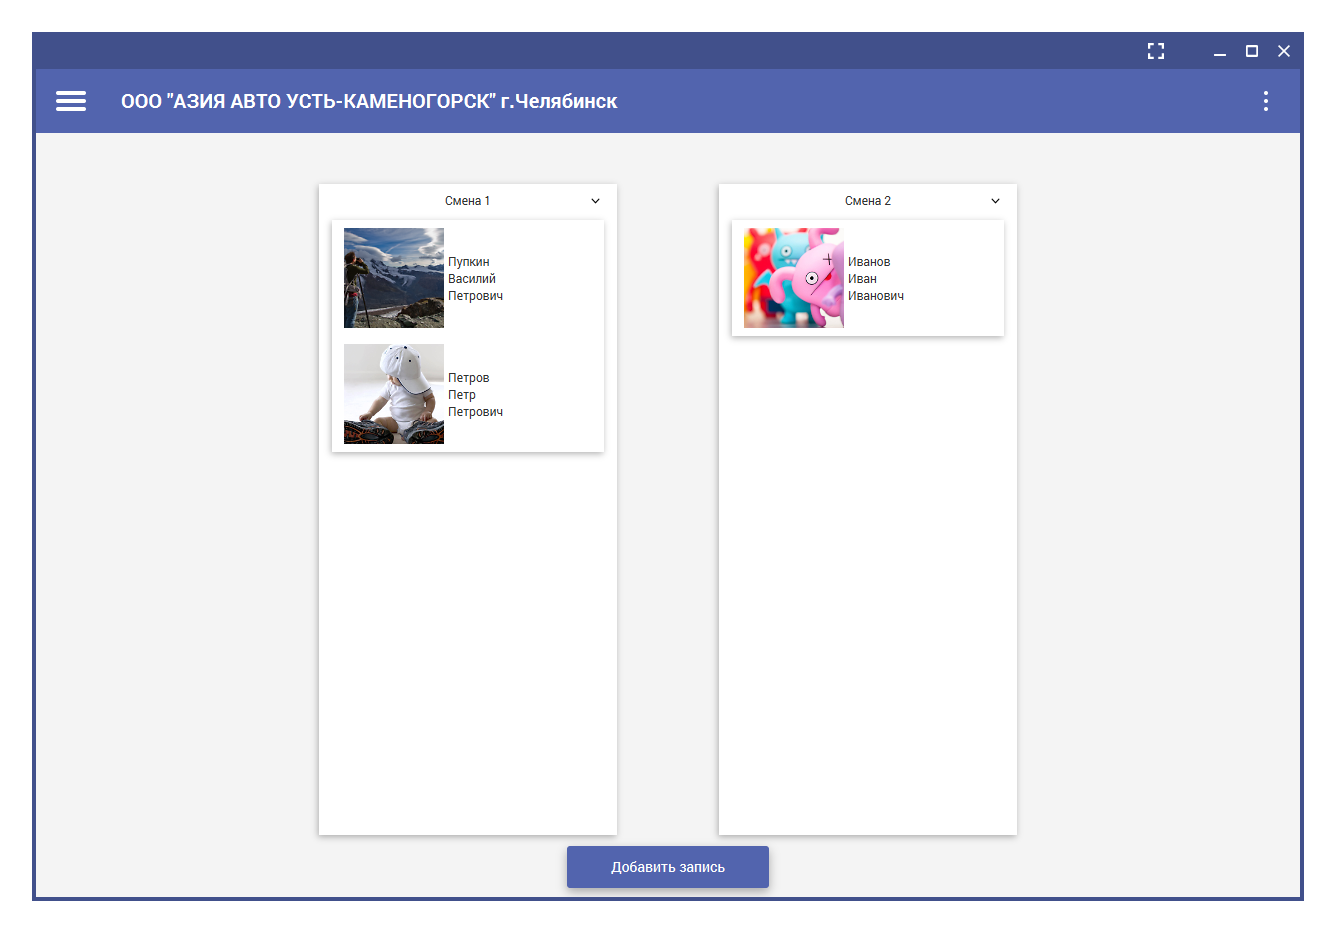 ООО "АЗИЯ АВТО УСТЬ-КАМЕНОГОРСК" г.Челябинск
Смена 1
Пупкин
Василий
Петрович
Петров
Петр
Петрович
Смена 2
Иванов
Иван
Иванович
Добавить запись